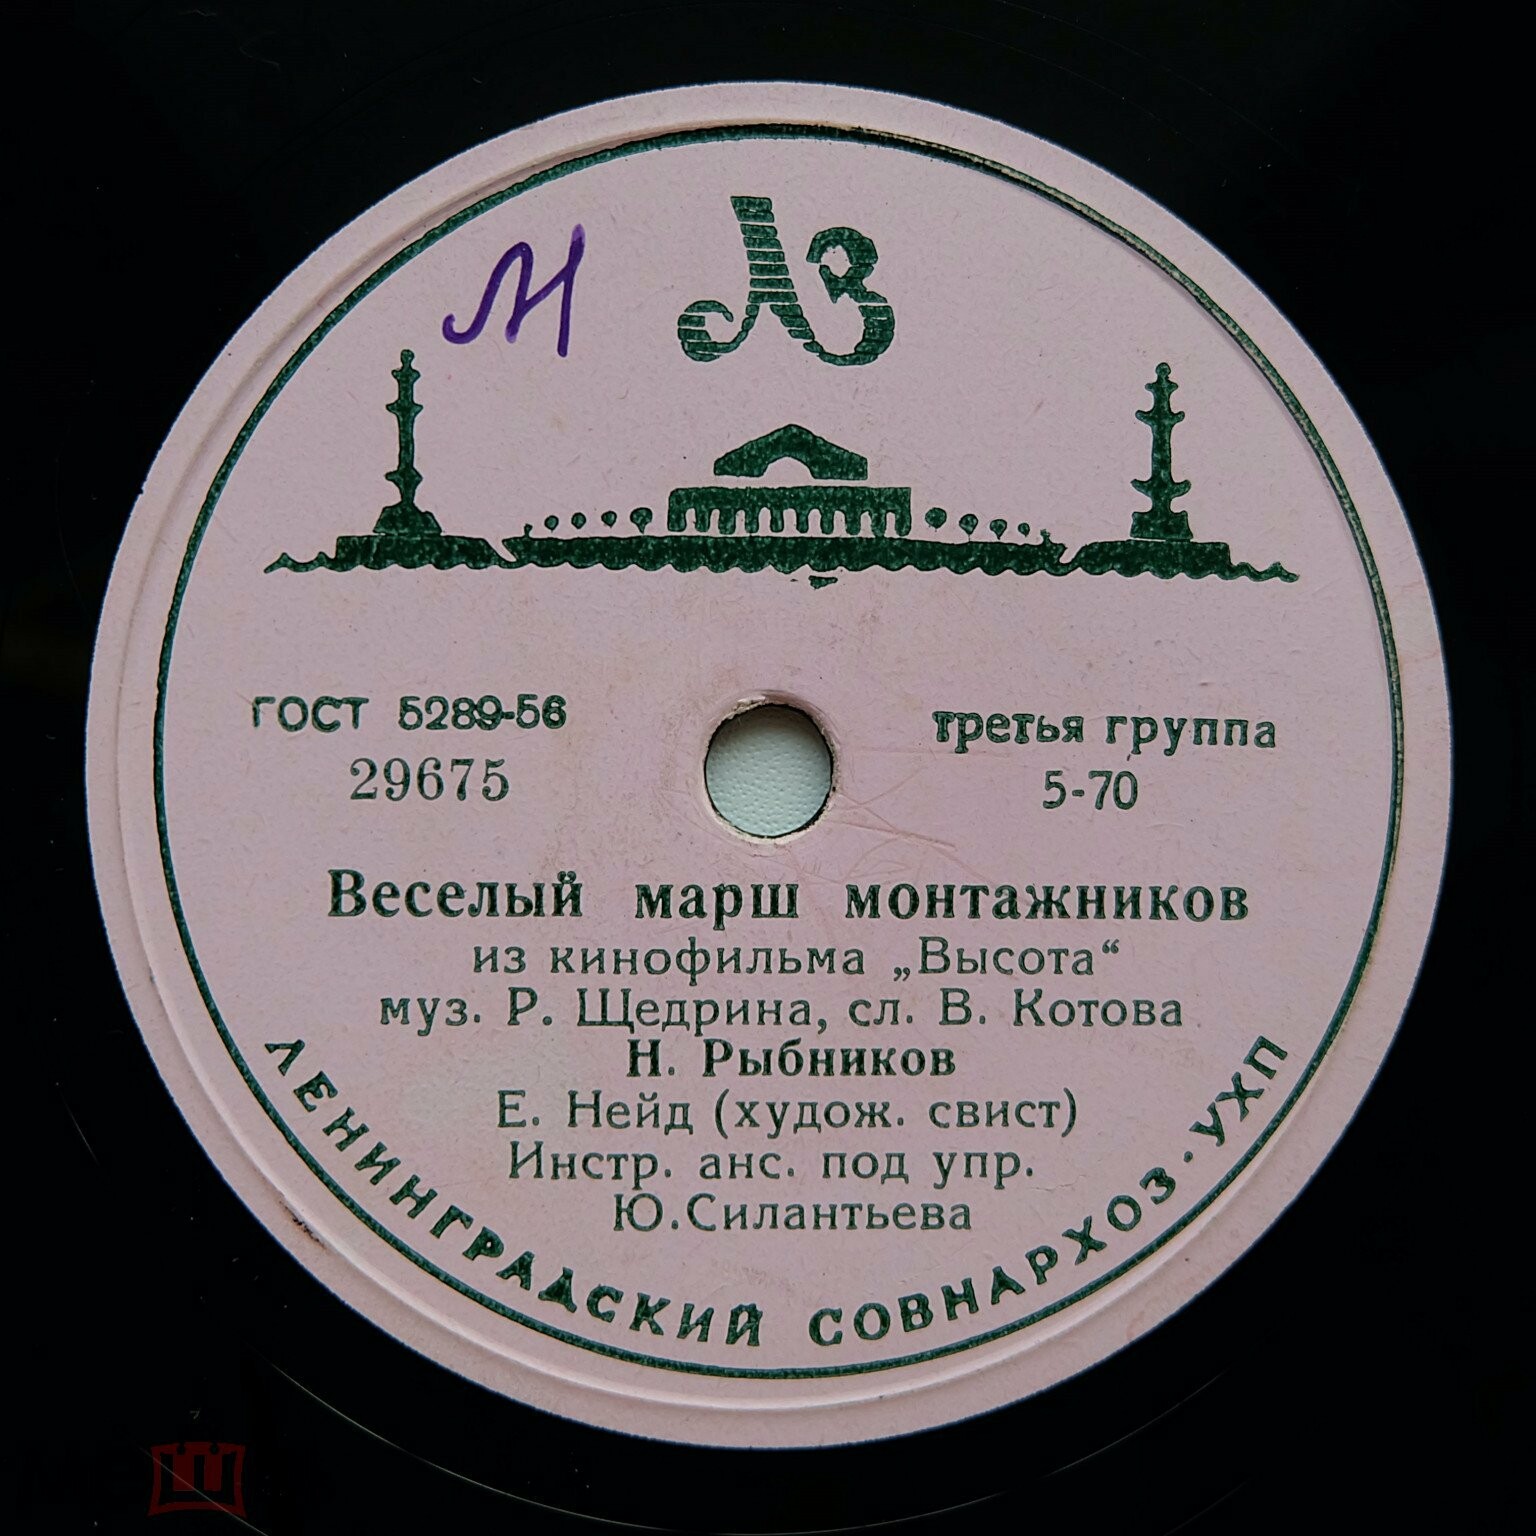 М
ЛЗ
ГОСТ 5289-56
29675
третья группа
5-70
Веселый марш монтажников
из кинофильма „Высота“
муз. Р. Щедрина, сл. В. Котова
Н. Рыбников
Е. Нейд (худож. свист)
Инстр. анс. под упр.
Ю.Силантьева
ЛЕНИНГРАДСКИЙ СОВНАРХОЗ·УХП